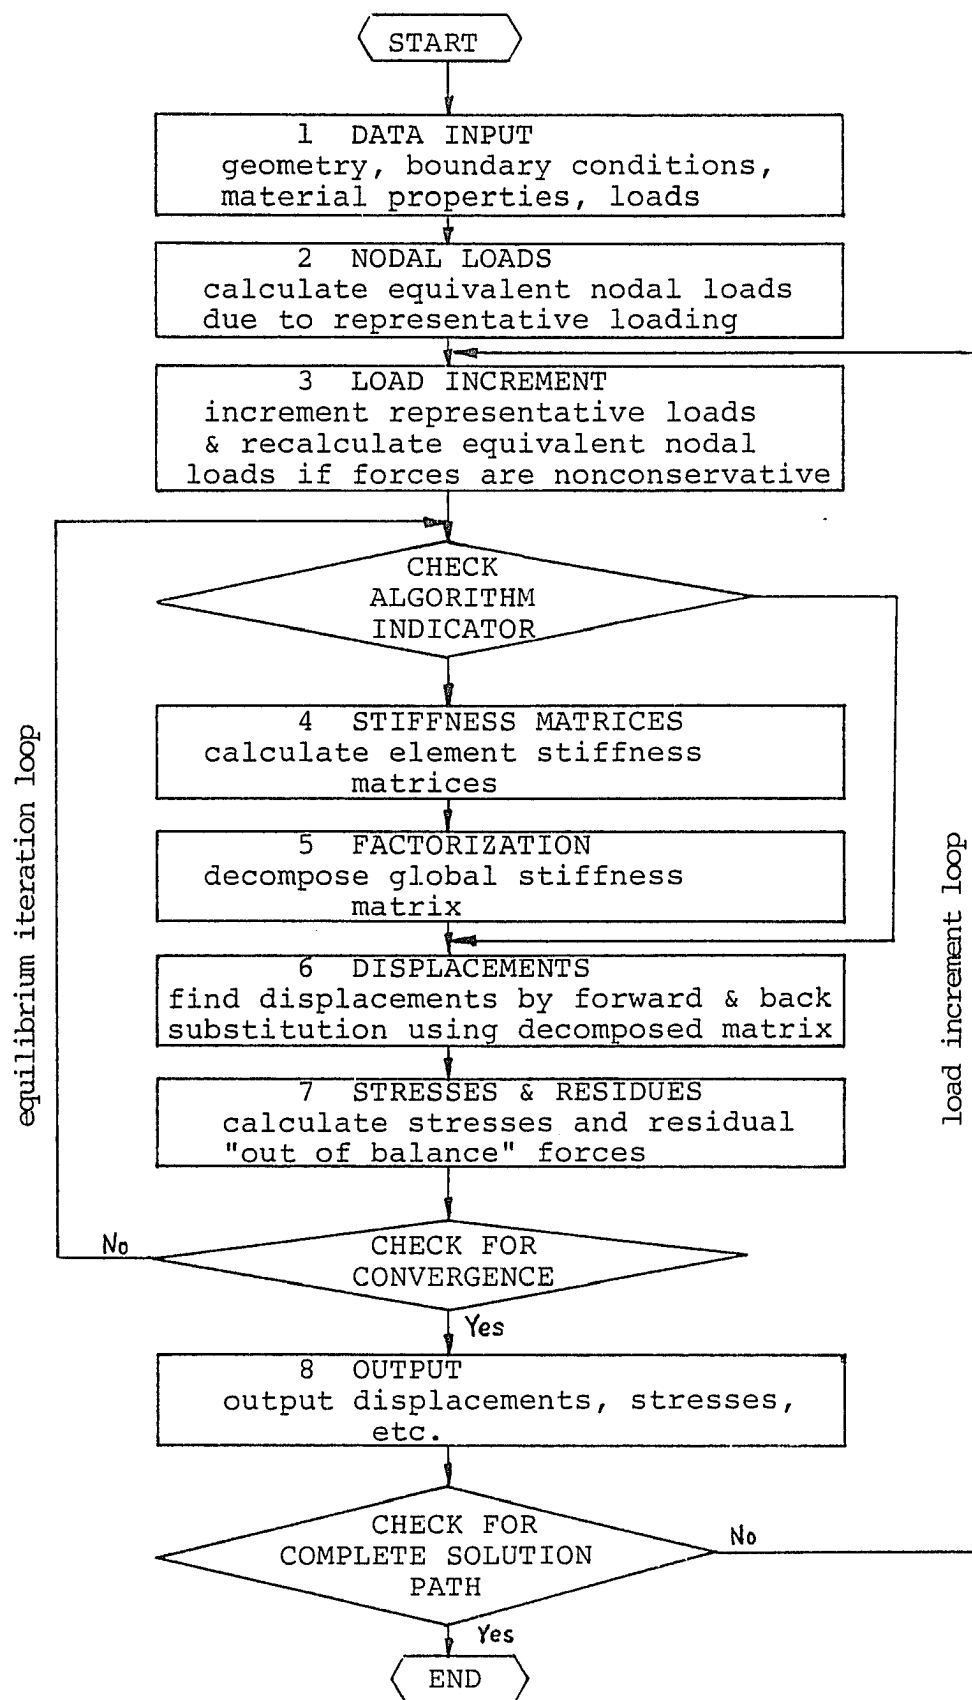 START
1 DATA INPUT
geometry, boundary conditions,
material properties, loads
2 NODAL LOADS
calculate equivalent nodal loads
due to representative loading
3 LOAD INCREMENT
increment representative loads
& recalculate equivalent nodal
loads if forces are nonconservative
CHECK
ALGORITHM
INDICATOR
4 STIFFNESS MATRICES
calculate element stiffness
matrices
5 FACTORIZATION
decompose global stiffness
matrix
6 DISPLACEMENTS
find displacements by forward & back
substitution using decomposed matrix
7 STRESSES & RESIDUES
calculate stresses and residual
"out of balance" forces
equilibrium iteration loop
load increment loop
No
CHECK FOR
CONVERGENCE
Yes
8 OUTPUT
output displacements, stresses,
etc.
CHECK FOR
COMPLETE SOLUTION
PATH
No
Yes
END